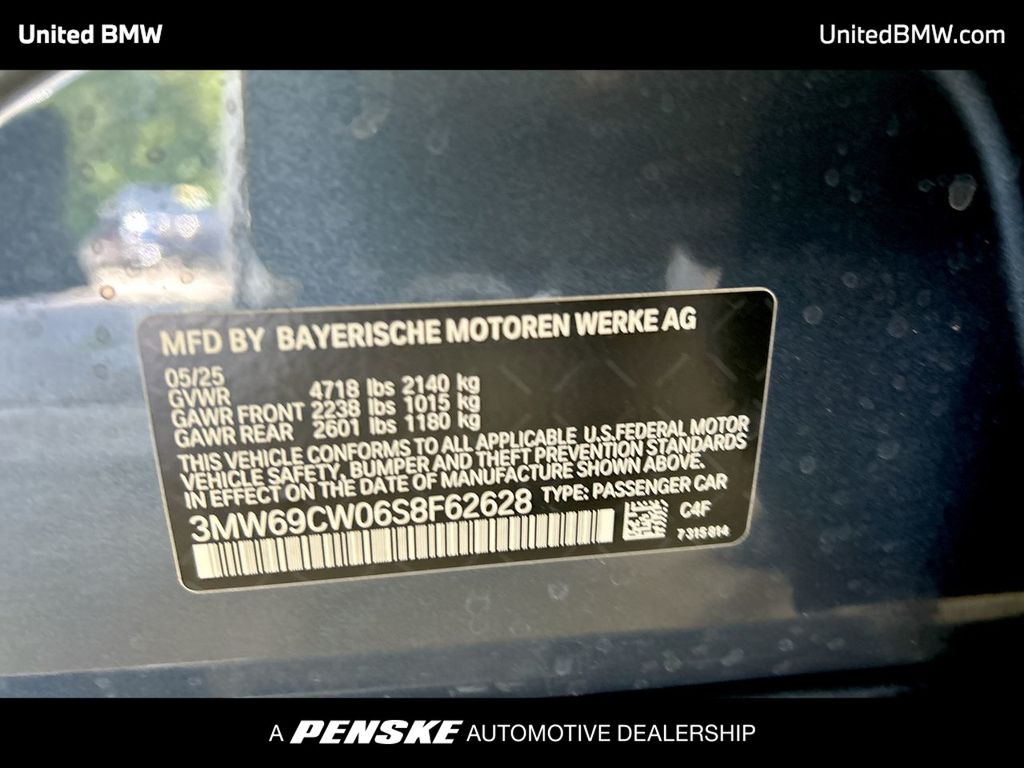 United BMW
UnitedBMW.com
MFD BY BAYERISCHE MOTOREN WERKE AG
05/25
GVWR 4718 lbs 2140 kg
GAWR FRONT 2238 lbs 1015 kg
GAWR REAR 2601 lbs 1180 kg
THIS VEHICLE CONFORMS TO ALL APPLICABLE U.S.FEDERAL MOTOR
VEHICLE SAFETY, BUMPER AND THEFT PREVENTION STANDARDS
IN EFFECT ON THE DATE OF MANUFACTURE SHOWN ABOVE.
3MW69CW06S8F62628 TYPE: PASSENGER CAR
C4F
7315814
A PENSKE AUTOMOTIVE DEALERSHIP